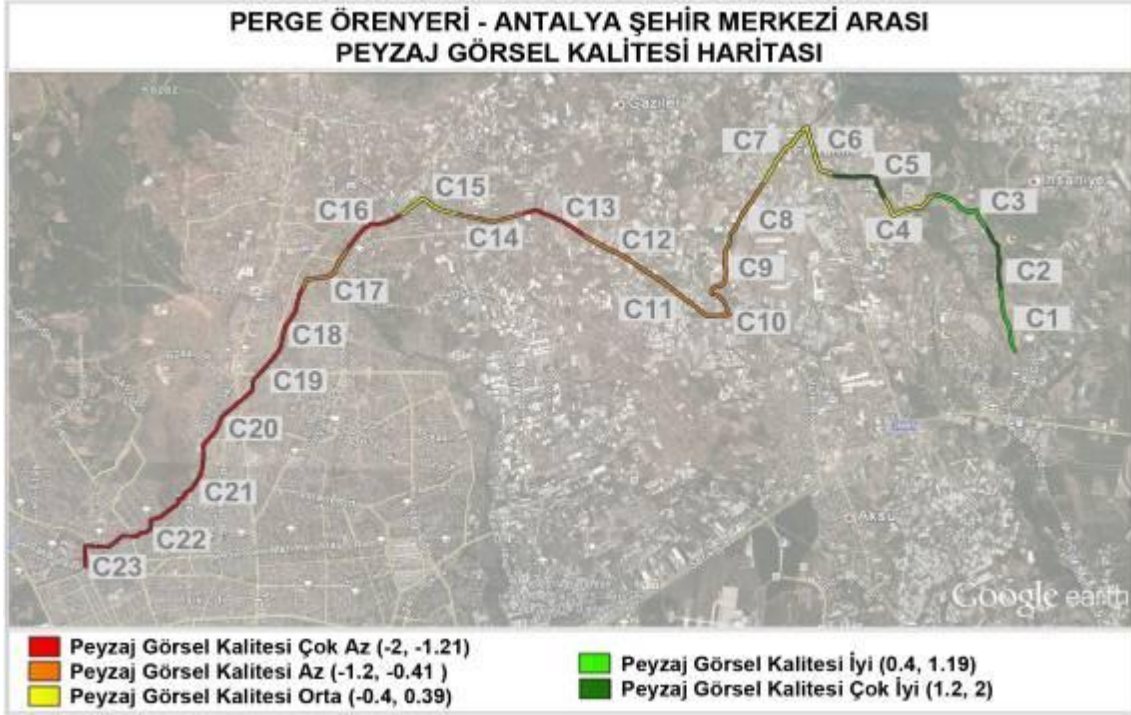 PERGE ÖRENYERİ - ANTALYA ŞEHİR MERKEZİ ARASI
PEYZAJ GÖRSEL KALİTESİ HARİTASI
Gaziler
C7
C6
C5
İhsaniye
C15
C16
C13
C3
C14
C12
C8
C4
C17
C9
C2
C11
C10
C1
C18
C19
C20
C21
Aksu
C22
C23
Google earth
Peyzaj Görsel Kalitesi Çok Az (-2, -1.21)
Peyzaj Görsel Kalitesi Az (-1.2, -0.41 )
Peyzaj Görsel Kalitesi Orta (-0.4, 0.39)
Peyzaj Görsel Kalitesi İyi (0.4, 1.19)
Peyzaj Görsel Kalitesi Çok İyi (1.2, 2)